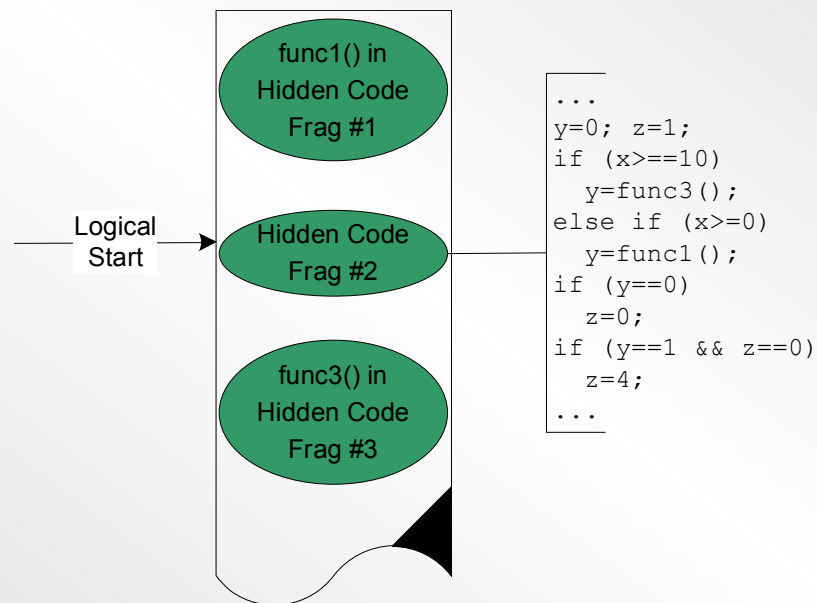 func1() in
Hidden Code
Frag #1
Logical
Start
Hidden Code
Frag #2
func3() in
Hidden Code
Frag #3
...
y=0; z=1;
if (x>==10)
  y=func3();
else if (x>=0)
  y=func1();
if (y==0)
  z=0;
if (y==1 && z==0)
  z=4;
...